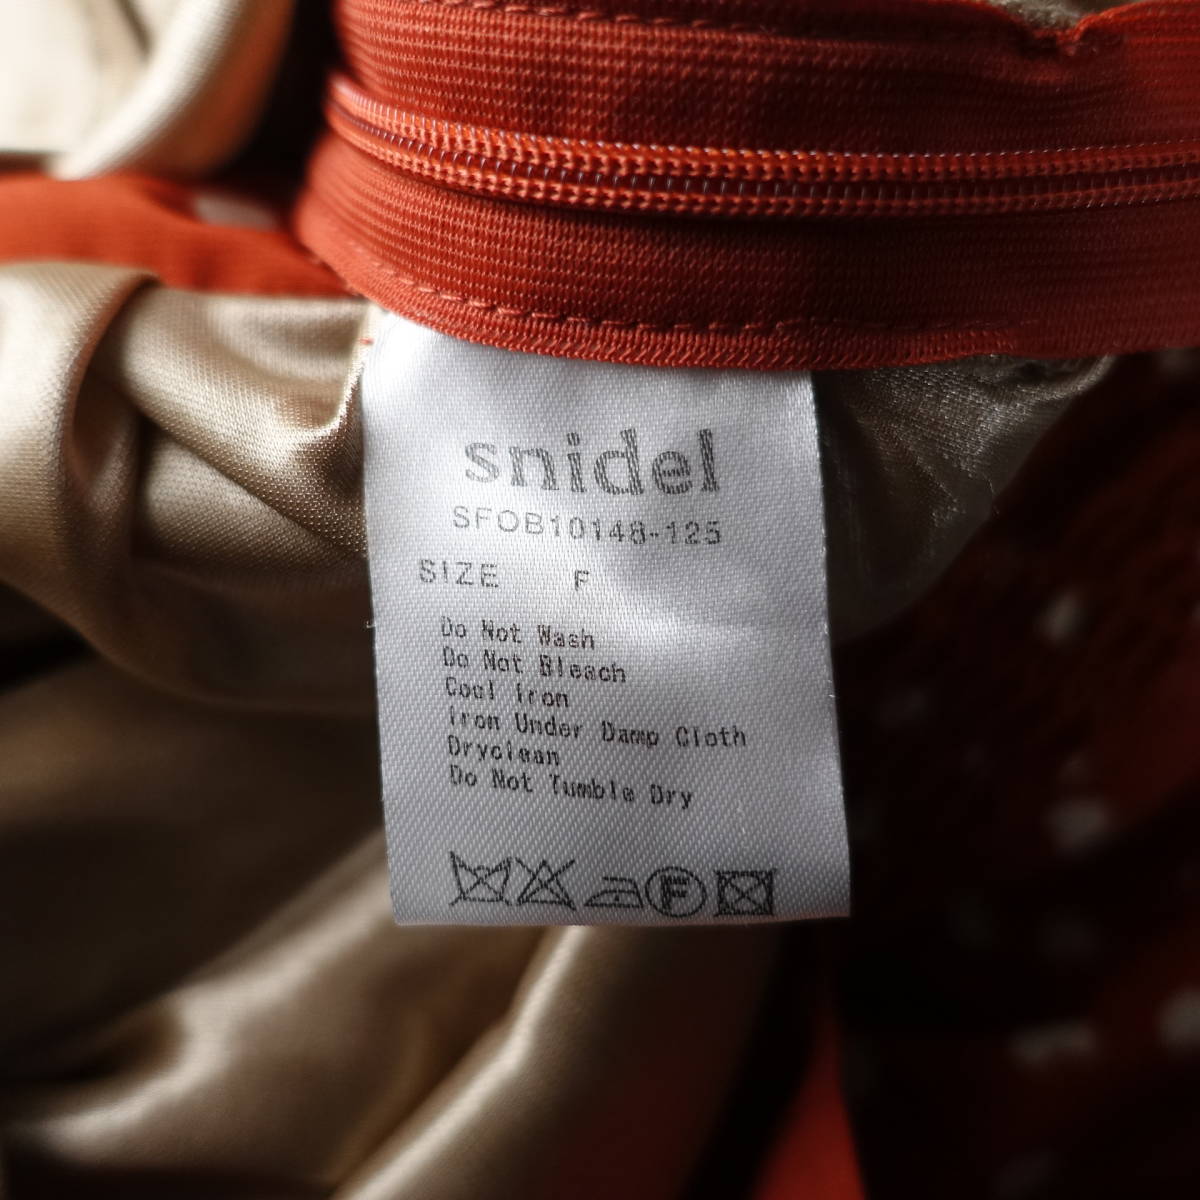 snidel
SFOB10148-125
SIZE F
Do Not Wash
Do Not Bleach
Cool iron
iron Under Damp Cloth
Dryclean
Do Not Tumble Dry
F